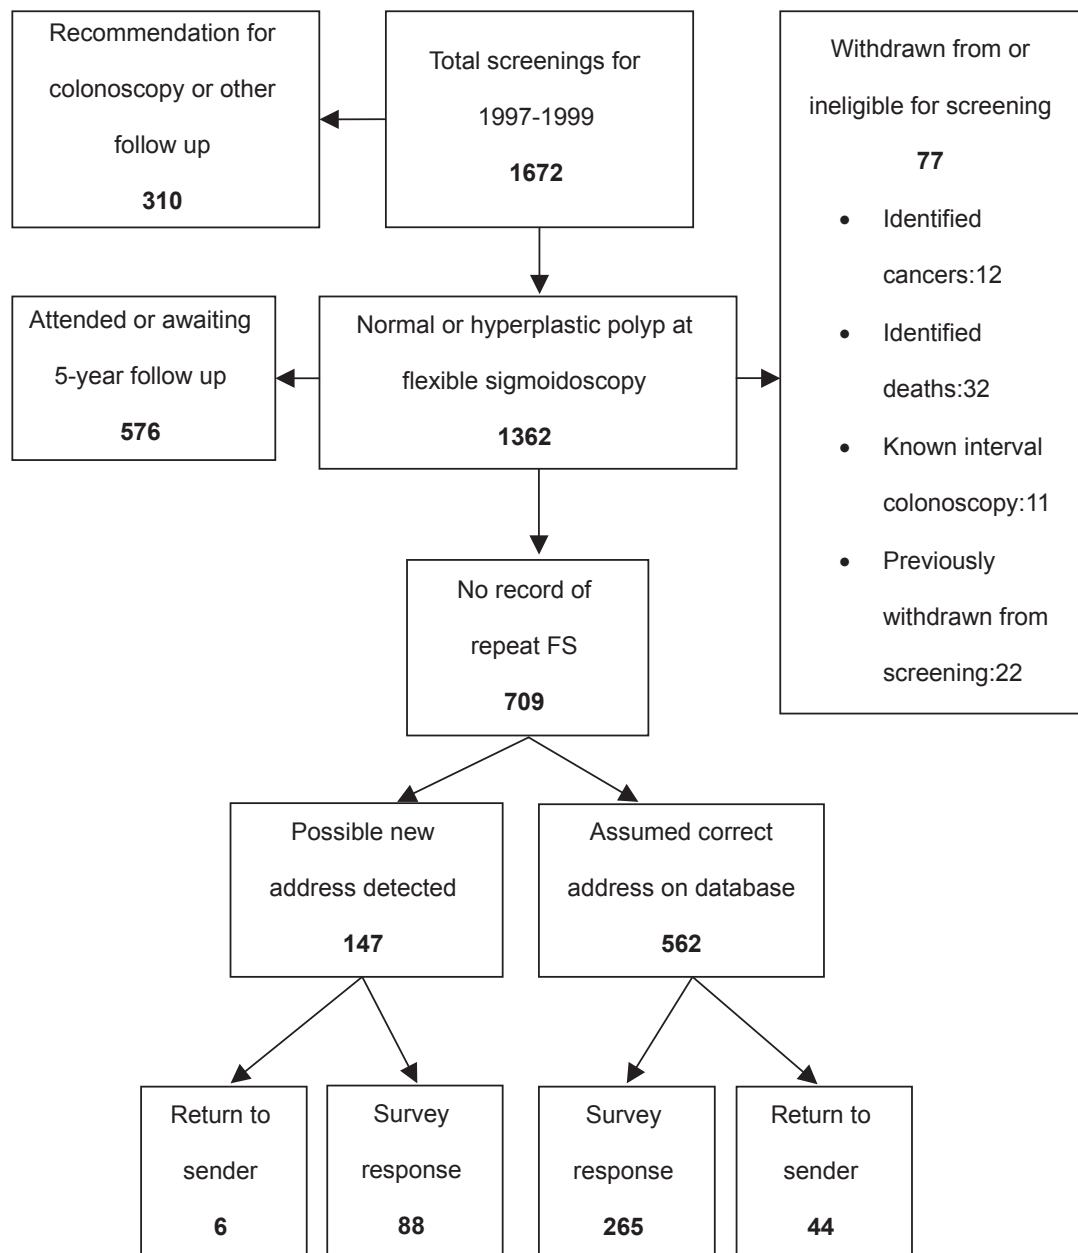 Recommendation for
colonoscopy or other
follow up
310
Total screenings for
1997-1999
1672
Withdrawn from or
ineligible for screening
77
• Identified
cancers:12
• Identified
deaths:32
• Known interval
colonoscopy:11
• Previously
withdrawn from
screening:22
Attended or awaiting
5-year follow up
576
Normal or hyperplastic polyp at
flexible sigmoidoscopy
1362
No record of
repeat FS
709
Possible new
address detected
147
Assumed correct
address on database
562
Return to
sender
6
Survey
response
88
Survey
response
265
Return to
sender
44